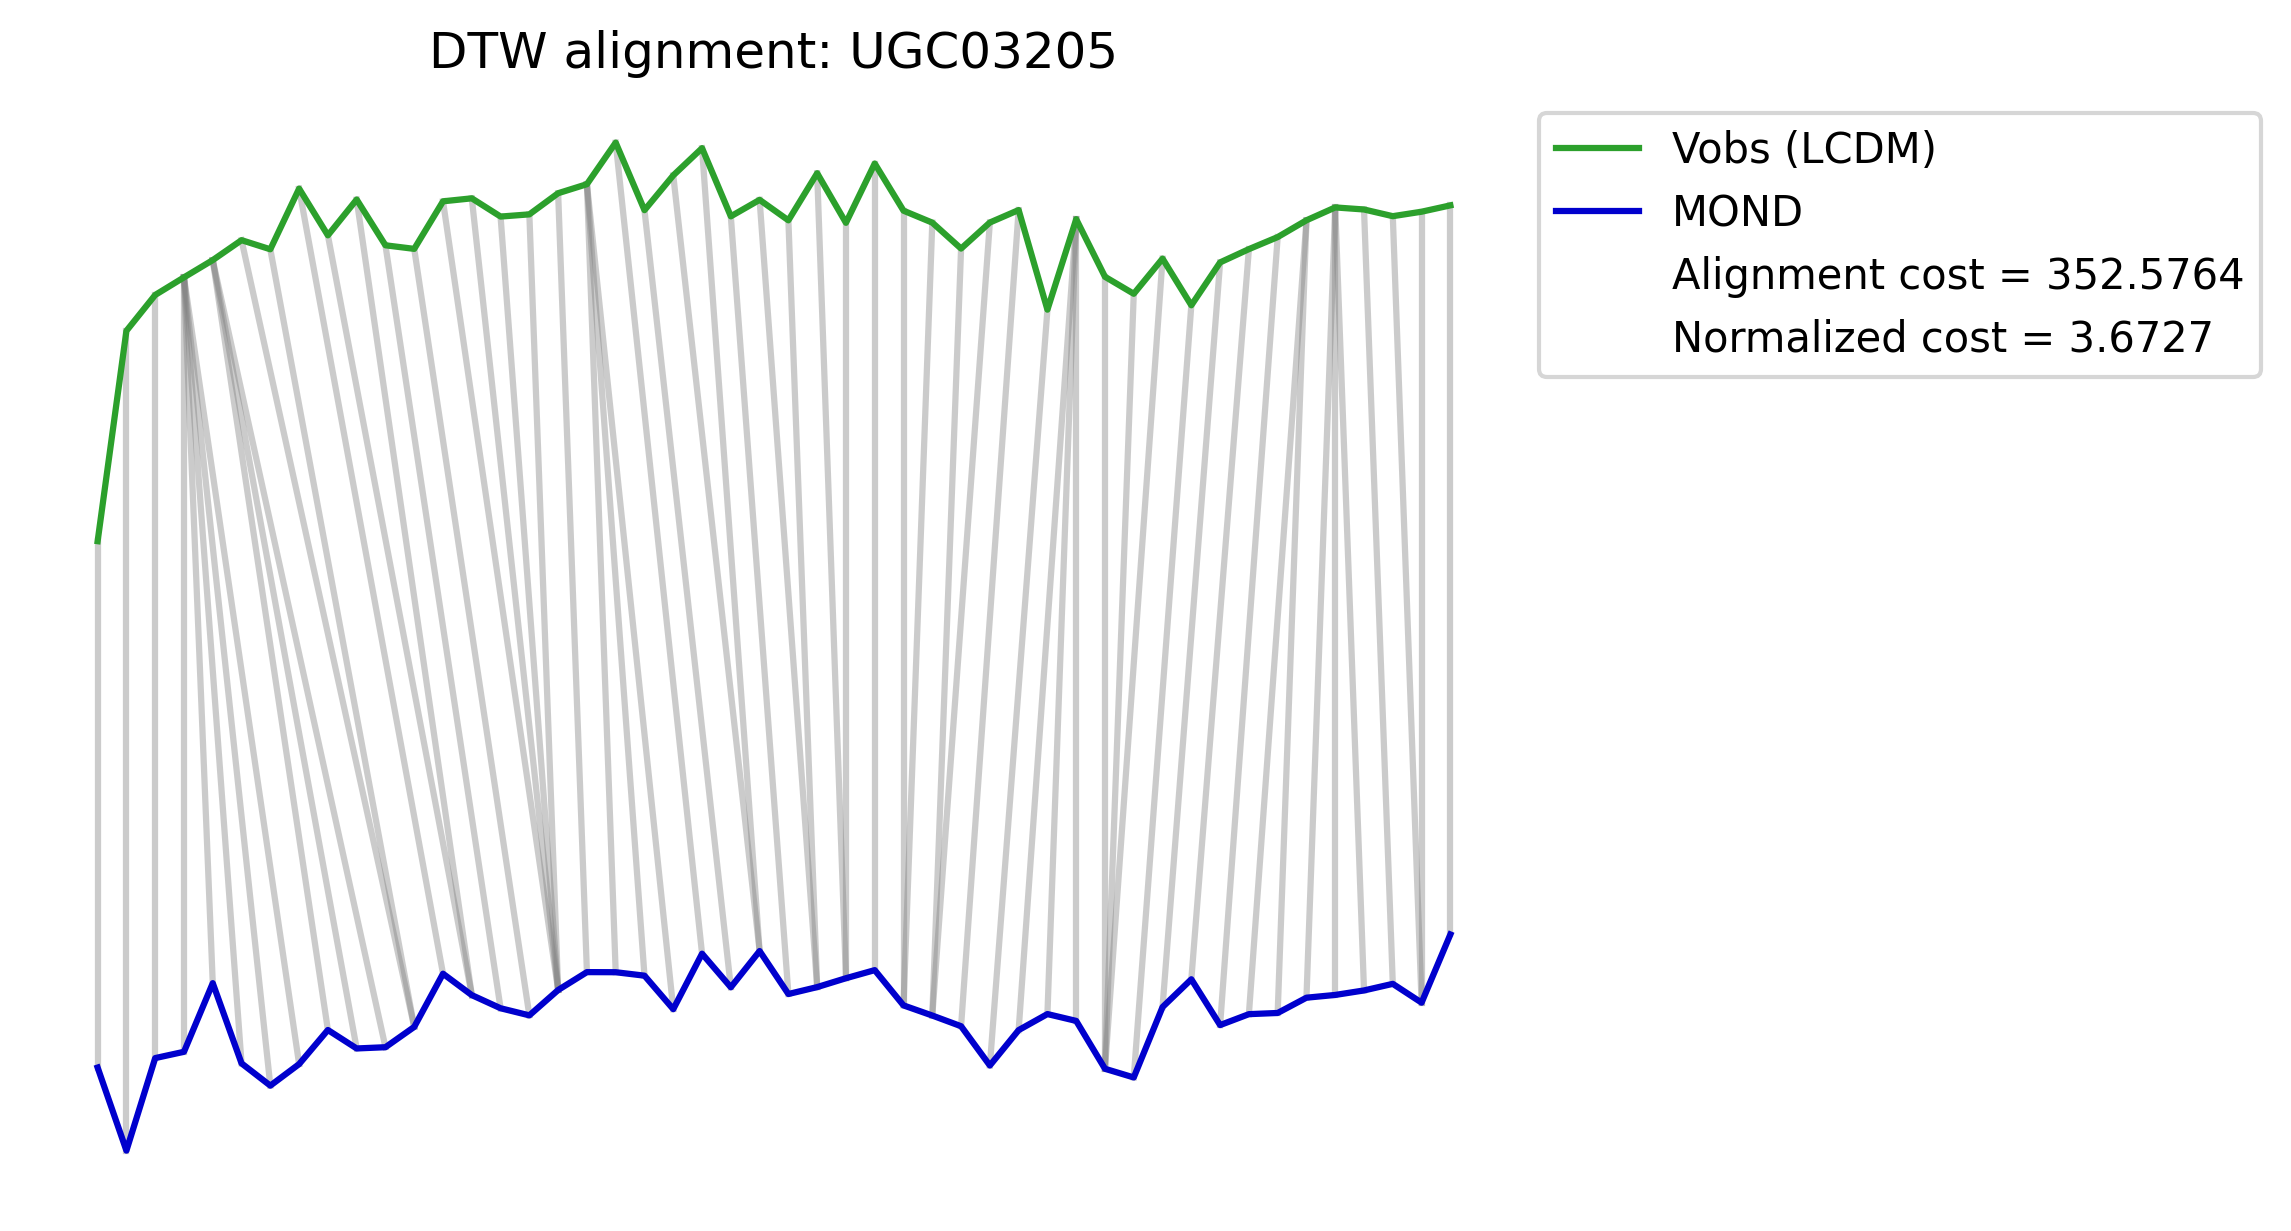 DTW alignment: UGC03205
Vobs (LCDM)
MOND
Alignment cost = 352.5764
Normalized cost = 3.6727